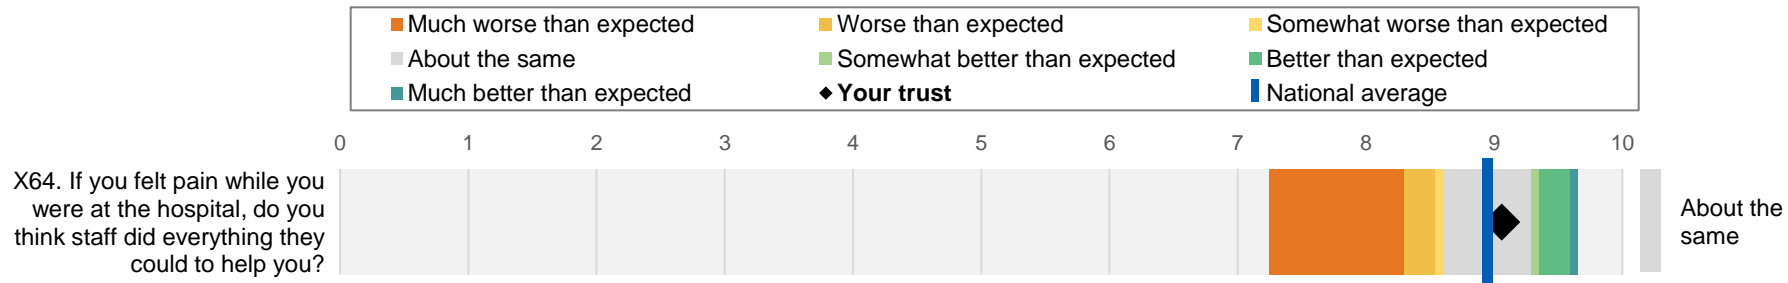 Much worse than expected
Worse than expected
Somewhat worse than expected
About the same
Somewhat better than expected
Better than expected
Much better than expected
Your trust
National average
0 1 2 3 4 5 6 7 8 9 10
X64. If you felt pain while you
were at the hospital, do you
think staff did everything they
could to help you?
About the
same